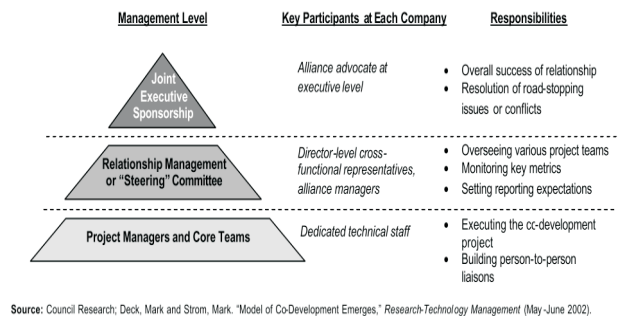 Management Level
Key Participants at Each Company
Responsibilities
Joint
Executive
Sponsorship
Alliance advocate at
executive level
• Overall success of relationship
• Resolution of road-stopping
issues or conflicts
Relationship Management
or “Steering” Committee
Director-level cross-
functional representatives,
alliance managers
• Overseeing various project teams
• Monitoring key metrics
• Setting reporting expectations
Project Managers and Core Teams
Dedicated technical staff
• Executing the cc-development
project
• Building person-to-person
liaisons
Source: Council Research; Deck, Mark and Strom, Mark. “Model of Co-Development Emerges,” Research-Technology Management (May-June 2002).